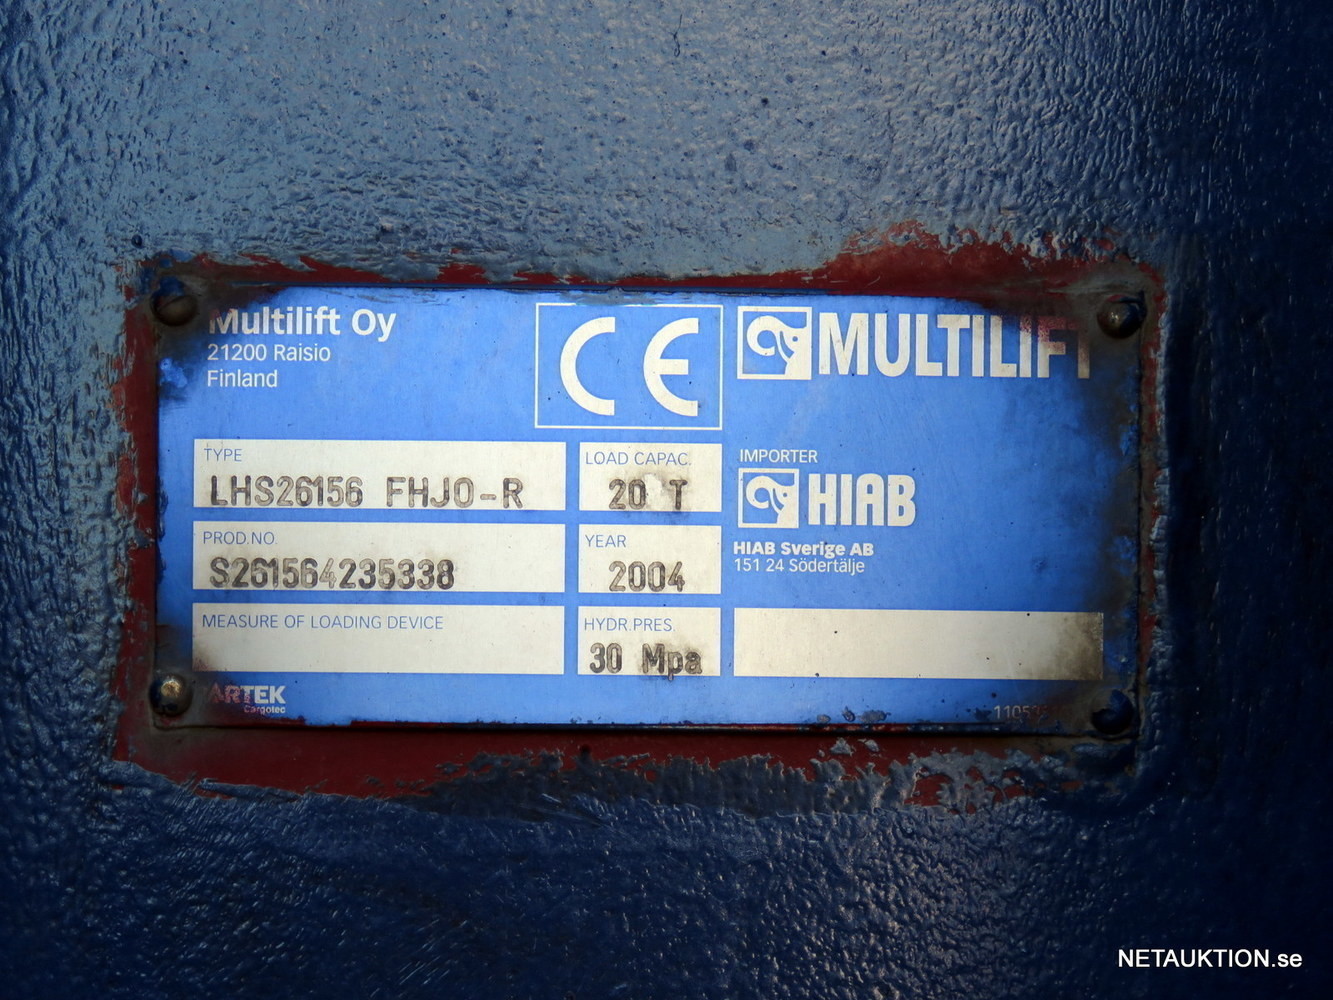 Multilift Oy
21200 Raisio
Finland
CE
MULTILIFT
TYPE
LHS26156 FHJO-R
LOAD CAPAC.
20 T
IMPORTER
HIAB
HIAB Sverige AB
151 24 Södertälje
PROD.NO.
S261564235338
YEAR
2004
MEASURE OF LOADING DEVICE
HYDR.PRES.
30 Mpa
Cargotec
NETAUKTION.se